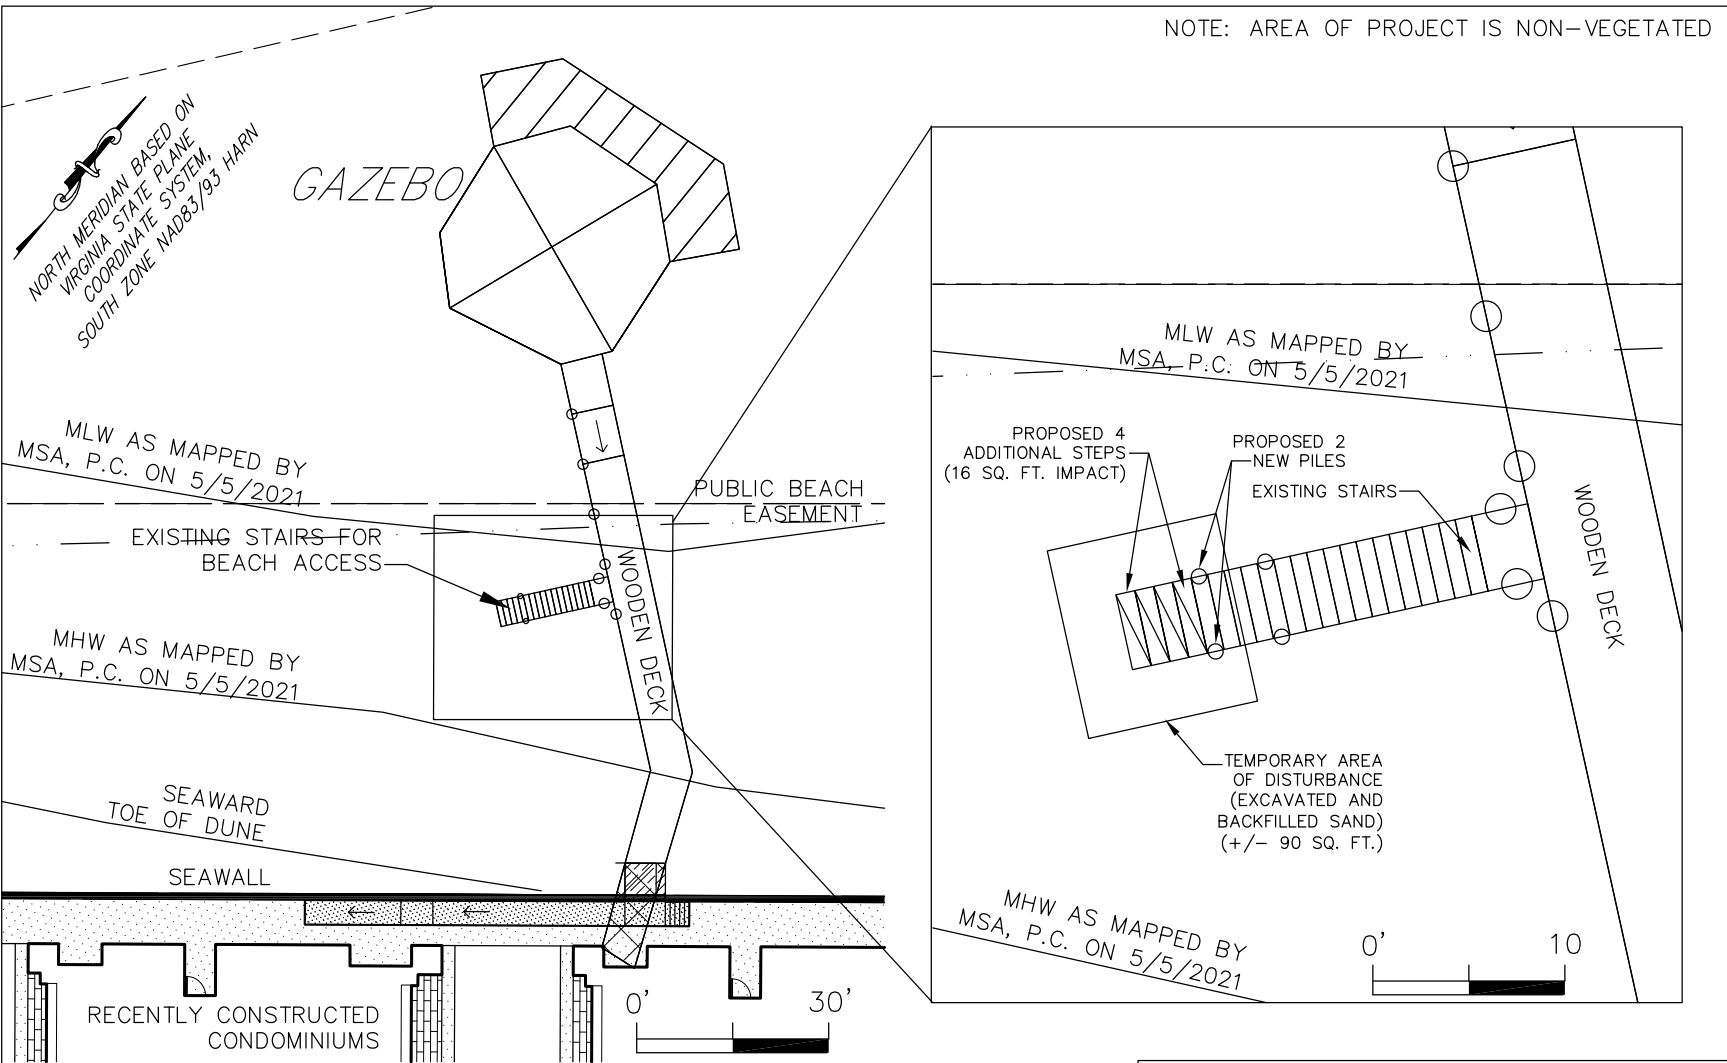 NOTE: AREA OF PROJECT IS NON-VEGETATED
NORTH MERIDIAN BASED ON
VIRGINIA STATE PLANE
COORDINATE SYSTEM,
SOUTH ZONE NAD83/93 HARN
GAZEBO
MLW AS MAPPED BY
MSA, P.C. ON 5/5/2021
PUBLIC BEACH
EASEMENT
EXISTING STAIRS FOR
BEACH ACCESS
WOODEN DECK
MHW AS MAPPED BY
MSA, P.C. ON 5/5/2021
SEAWARD
TOE OF DUNE
SEAWALL
RECENTLY CONSTRUCTED
CONDOMINIUMS
0' 30'
MLW AS MAPPED BY
MSA, P.C. ON 5/5/2021
PROPOSED 4
ADDITIONAL STEPS
(16 SQ. FT. IMPACT)
PROPOSED 2
NEW PILES
EXISTING STAIRS
WOODEN DECK
TEMPORARY AREA
OF DISTURBANCE
(EXCAVATED AND
BACKFILLED SAND)
(+/- 90 SQ. FT.)
MHW AS MAPPED BY
MSA, P.C. ON 5/5/2021
0' 10